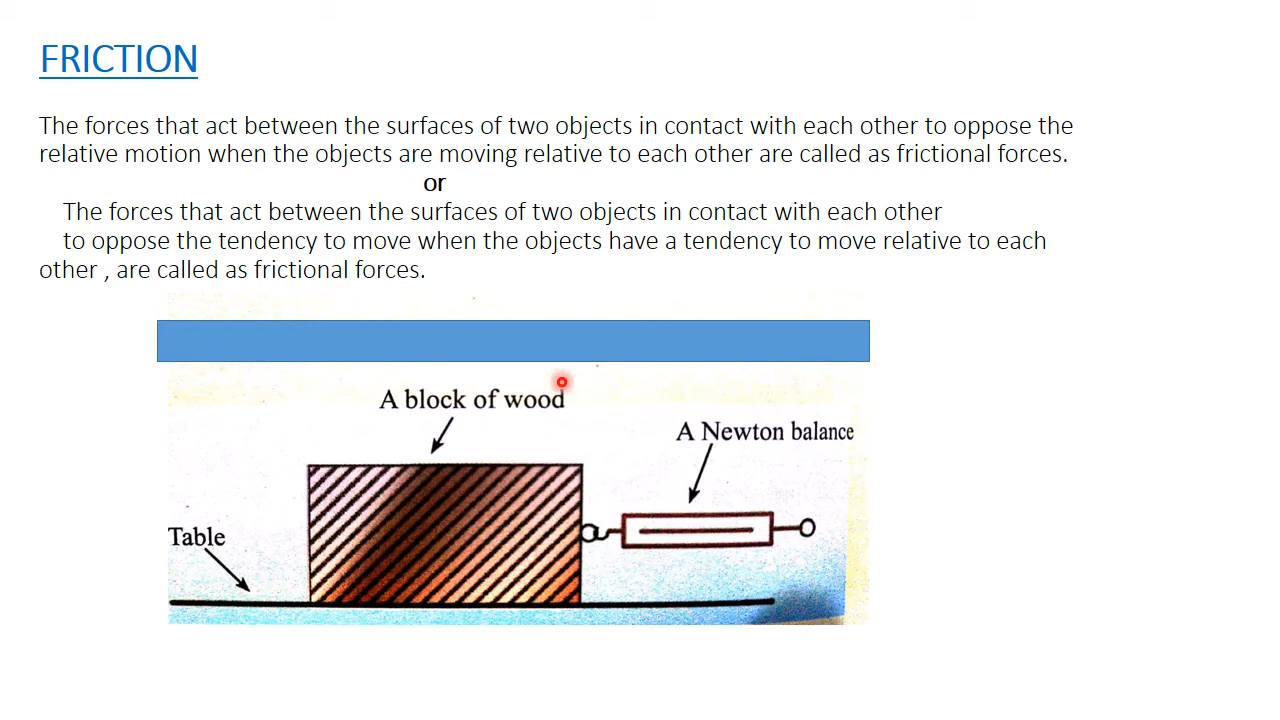 FRICTION
The forces that act between the surfaces of two objects in contact with each other to oppose the
relative motion when the objects are moving relative to each other are called as frictional forces.
or
The forces that act between the surfaces of two objects in contact with each other
to oppose the tendency to move when the objects have a tendency to move relative to each
other , are called as frictional forces.
A block of wood
A Newton balance
Table